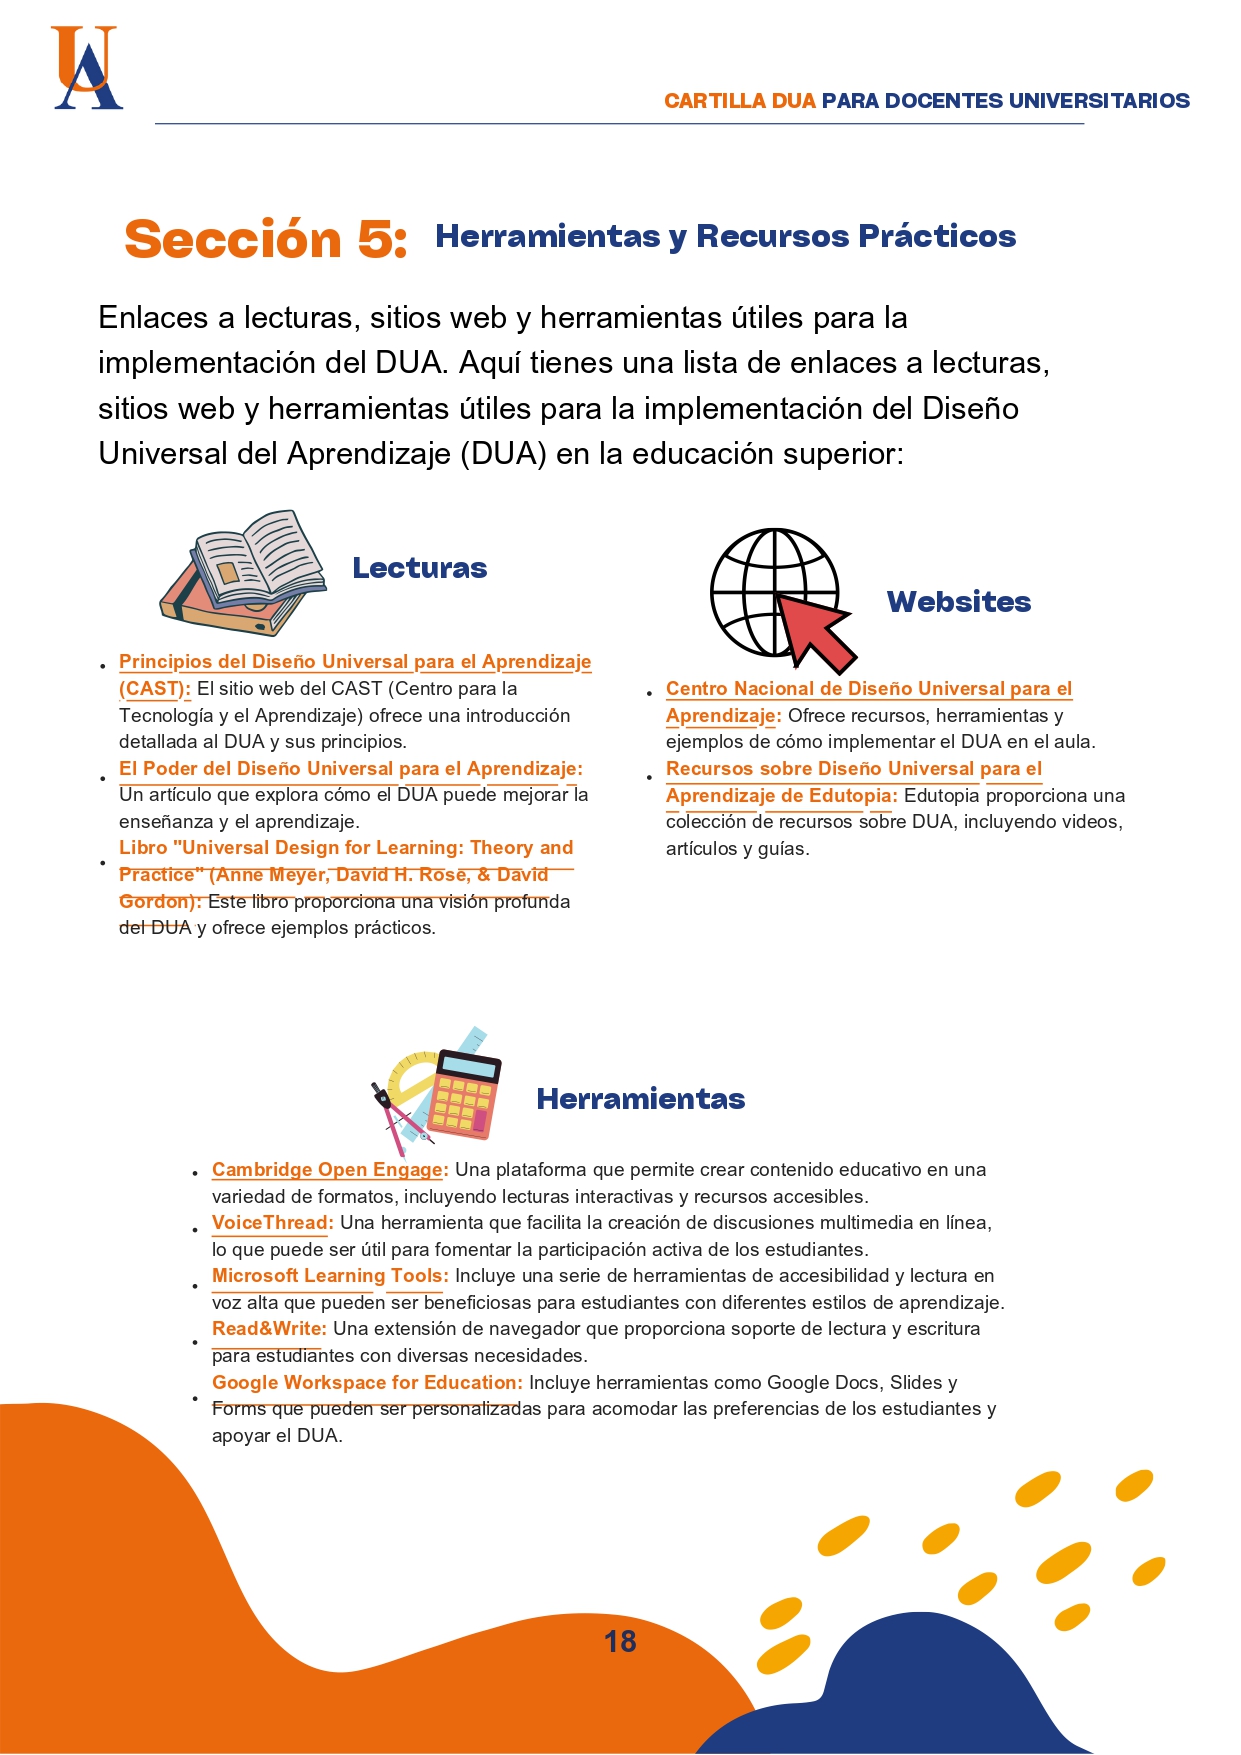 UA
CARTILLA DUA PARA DOCENTES UNIVERSITARIOS
Sección 5: Herramientas y Recursos Prácticos
Enlaces a lecturas, sitios web y herramientas útiles para la
implementación del DUA. Aquí tienes una lista de enlaces a lecturas,
sitios web y herramientas útiles para la implementación del Diseño
Universal del Aprendizaje (DUA) en la educación superior:
Lecturas
• Principios del Diseño Universal para el Aprendizaje
(CAST): El sitio web del CAST (Centro para la
Tecnología y el Aprendizaje) ofrece una introducción
detallada al DUA y sus principios.
• El Poder del Diseño Universal para el Aprendizaje:
Un artículo que explora cómo el DUA puede mejorar la
enseñanza y el aprendizaje.
• Libro "Universal Design for Learning: Theory and
Practice" (Anne Meyer, David H. Rose, & David
Gordon): Este libro proporciona una visión profunda
del DUA y ofrece ejemplos prácticos.
Websites
• Centro Nacional de Diseño Universal para el
Aprendizaje: Ofrece recursos, herramientas y
ejemplos de cómo implementar el DUA en el aula.
• Recursos sobre Diseño Universal para el
Aprendizaje de Edutopia: Edutopia proporciona una
colección de recursos sobre DUA, incluyendo videos,
artículos y guías.
Herramientas
• Cambridge Open Engage: Una plataforma que permite crear contenido educativo en una
variedad de formatos, incluyendo lecturas interactivas y recursos accesibles.
• VoiceThread: Una herramienta que facilita la creación de discusiones multimedia en línea,
lo que puede ser útil para fomentar la participación activa de los estudiantes.
• Microsoft Learning Tools: Incluye una serie de herramientas de accesibilidad y lectura en
voz alta que pueden ser beneficiosas para estudiantes con diferentes estilos de aprendizaje.
• Read&Write: Una extensión de navegador que proporciona soporte de lectura y escritura
para estudiantes con diversas necesidades.
• Google Workspace for Education: Incluye herramientas como Google Docs, Slides y
Forms que pueden ser personalizadas para acomodar las preferencias de los estudiantes y
apoyar el DUA.
18